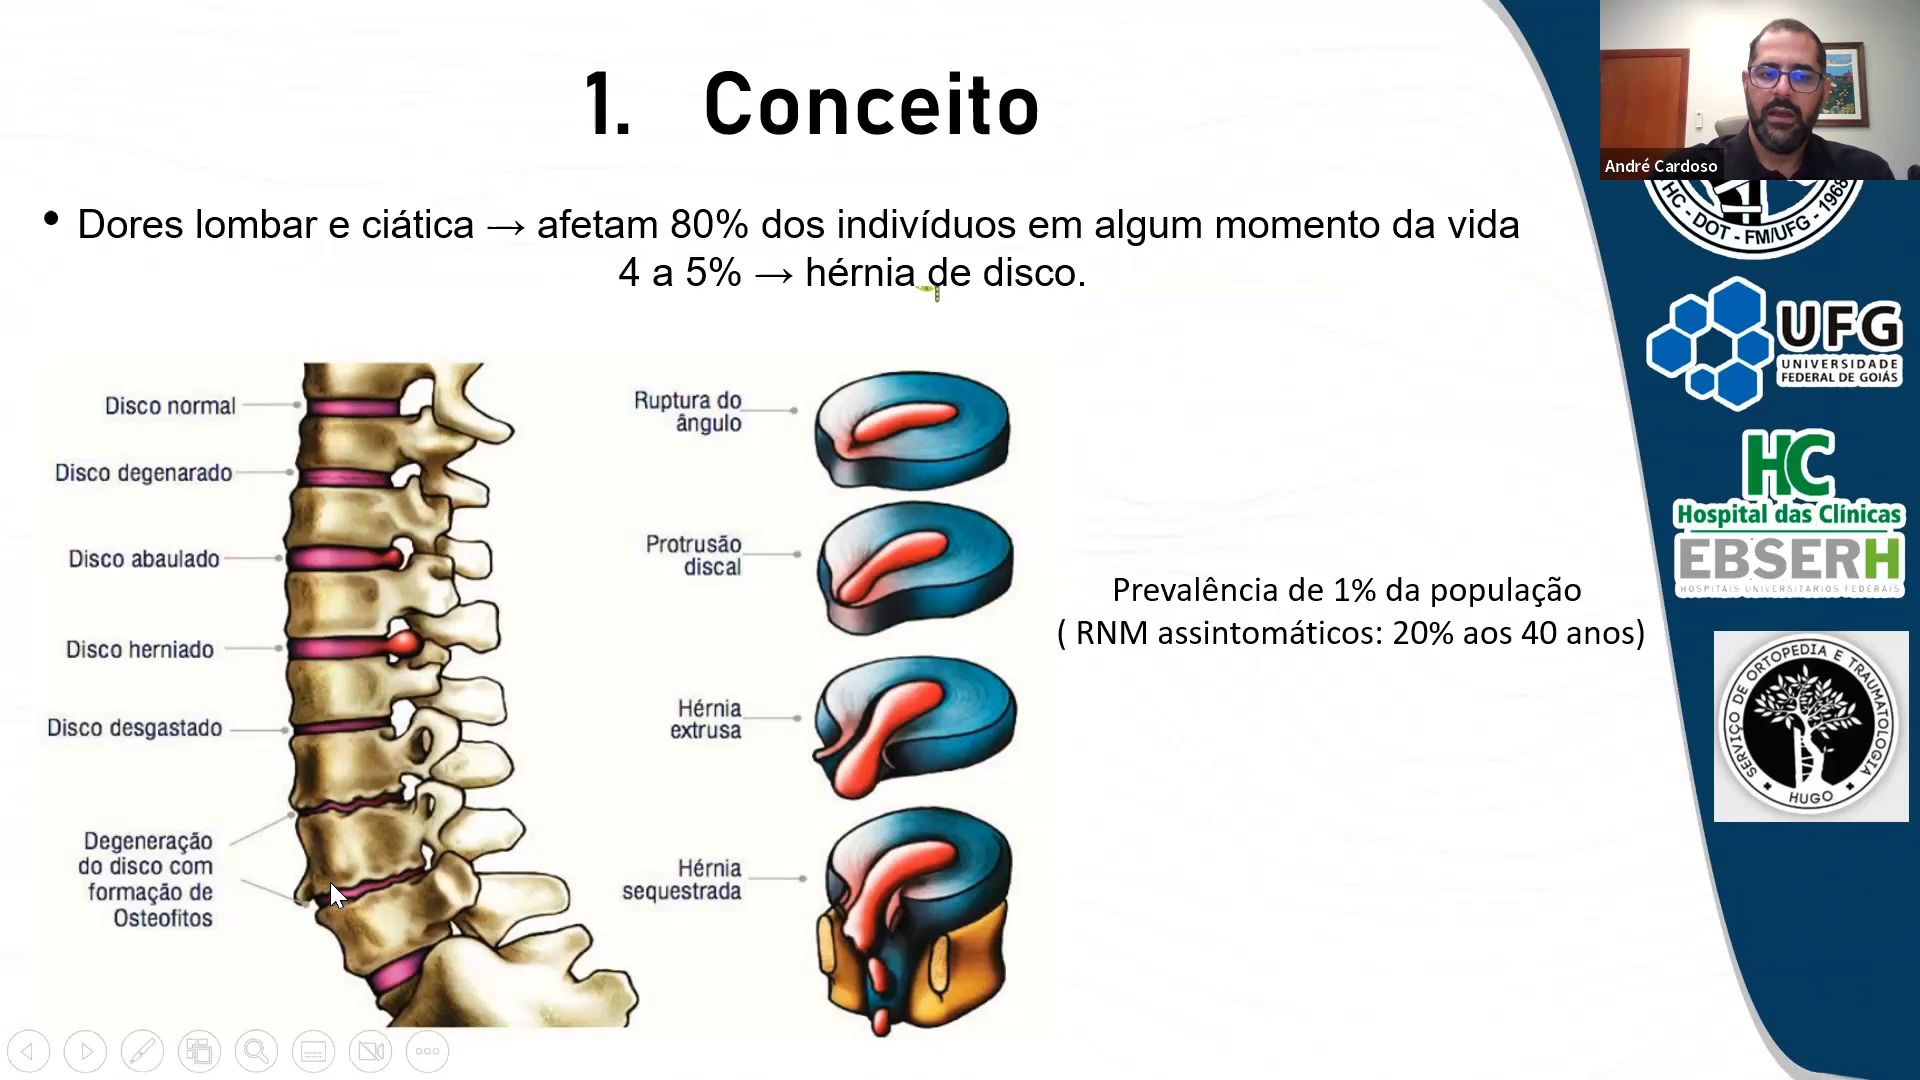 1. Conceito
• Dores lombar e ciática → afetam 80% dos indivíduos em algum momento da vida
4 a 5% → hérnia de disco.
Disco normal
Disco degenarado
Disco abaulado
Disco herniado
Disco desgastado
Degeneração
do disco com
formação de
Osteofitos
Ruptura do
ângulo
Protrusão
discal
Hérnia
extrusa
Hérnia
sequestrada
Prevalência de 1% da população
( RNM assintomáticos: 20% aos 40 anos)
André Cardoso
HC - DOT - FM/UFG - 1968
UFG
UNIVERSIDADE
FEDERAL DE GOIÁS
HC
Hospital das Clínicas
EBSERH
HOSPITAIS UNIVERSITÁRIOS FEDERAIS
SERVIÇO DE ORTOPEDIA E TRAUMATOLOGIA
HUGO